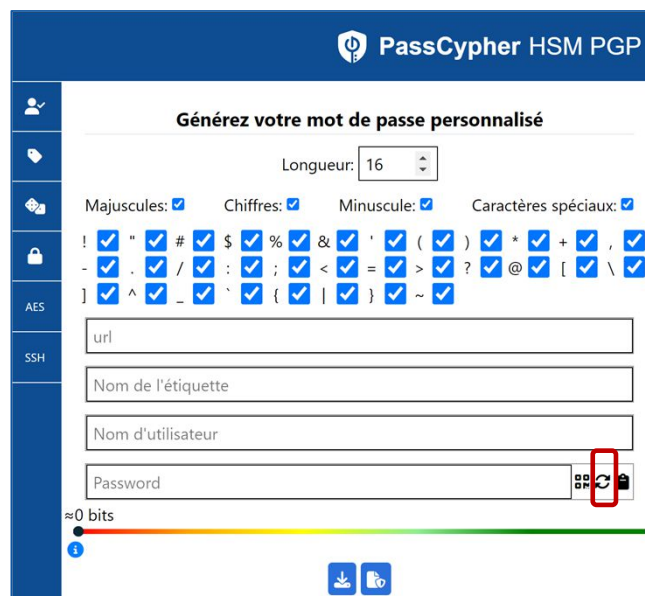 PassCypher HSM PGP
Générez votre mot de passe personnalisé
Longueur: 16
Majuscules: Chiffres: Minuscule: Caractères spéciaux:
! " # $ % & ' ( ) * + ,
- . / : ; < = > ? @ [ \
] ^ _ ` { | } ~
AES
url
SSH
Nom de l'étiquette
Nom d'utilisateur
Password
≈0 bits